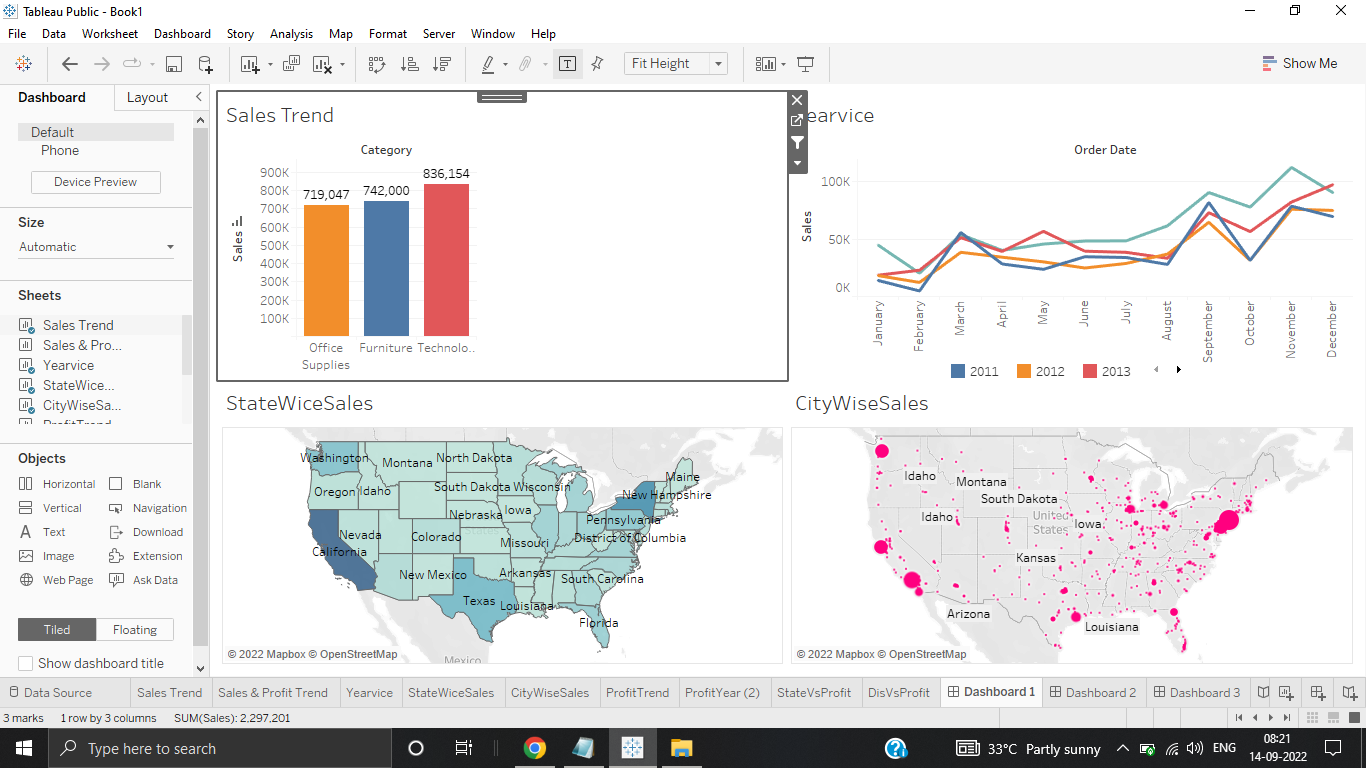 Tableau Public - Book1
File Data Worksheet Dashboard Story Analysis Map Format Server Window Help
Fit Height
Show Me
Dashboard
Layout
Default
Phone
Device Preview
Size
Automatic
Sheets
Sales Trend
Sales & Pro...
Yearvice
StateWice...
CityWiseSa...
Objects
Horizontal Blank
Vertical Navigation
Text Download
Image Extension
Web Page Ask Data
Tiled Floating
Show dashboard title
Sales Trend
Category
Sales
900K
800K
700K
600K
500K
400K
300K
200K
100K
719,047
742,000
836,154
Office
Supplies
Furniture
Technolo..
earvice
Order Date
Sales
100K
50K
0K
January
February
March
April
May
June
July
August
September
October
November
December
2011 2012 2013
StateWiceSales
Washington
Montana
North Dakota
Maine
Oregon
Idaho
South Dakota
Wisconsin
New Hampshire
Nebraska
Iowa
Pennsylvania
Nevada
California
Colorado
Missouri
District of Columbia
New Mexico
Arkansas
South Carolina
Texas
Louisiana
Florida
Mexico
© 2022 Mapbox © OpenStreetMap
CityWiseSales
Idaho
Montana
South Dakota
Idaho
United
States
Iowa
Kansas
Arizona
Louisiana
© 2022 Mapbox © OpenStreetMap
Data Source
Sales Trend
Sales & Profit Trend
Yearvice
StateWiceSales
CityWiseSales
ProfitTrend
ProfitYear (2)
StateVsProfit
DisVsProfit
Dashboard 1
Dashboard 2
Dashboard 3
3 marks 1 row by 3 columns SUM(Sales): 2,297,201
Type here to search
33°C Partly sunny
ENG
08:21
14-09-2022